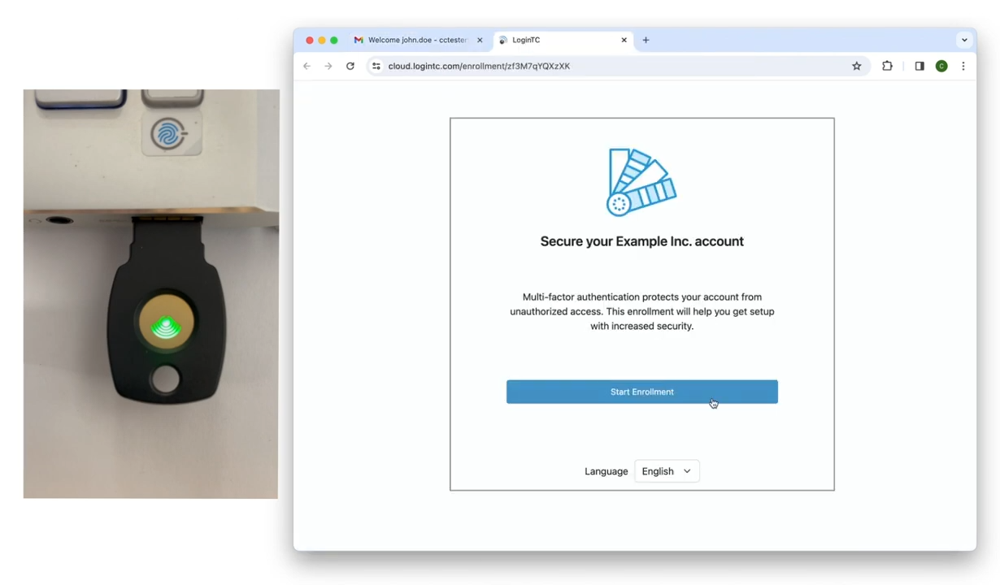 Welcome john.doe - cctester
LoginTC
cloud.logintc.com/enrollment/zf3M7qYQXzXK
C
Secure your Example Inc. account
Multi-factor authentication protects your account from
unauthorized access. This enrollment will help you get setup
with increased security.
Start Enrollment
Language English